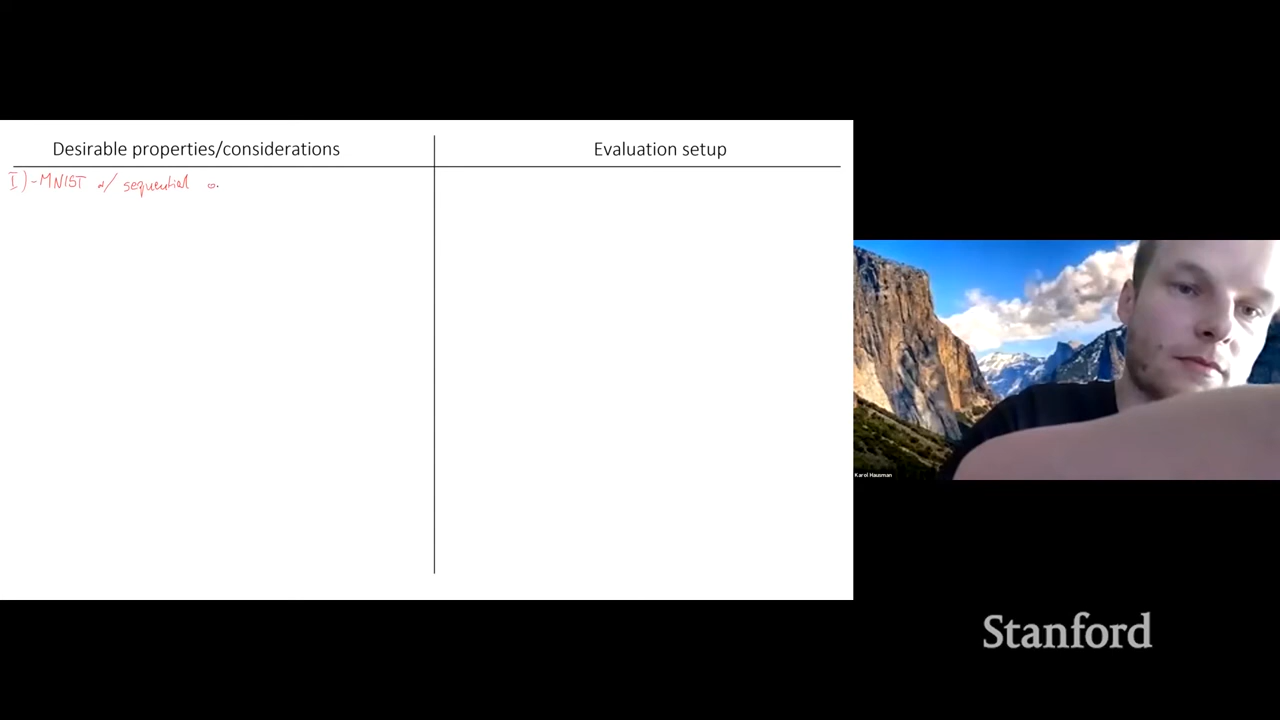 Desirable properties/considerations
Evaluation setup
I) - MNIST w/ sequential
Karol Hausman
Stanford